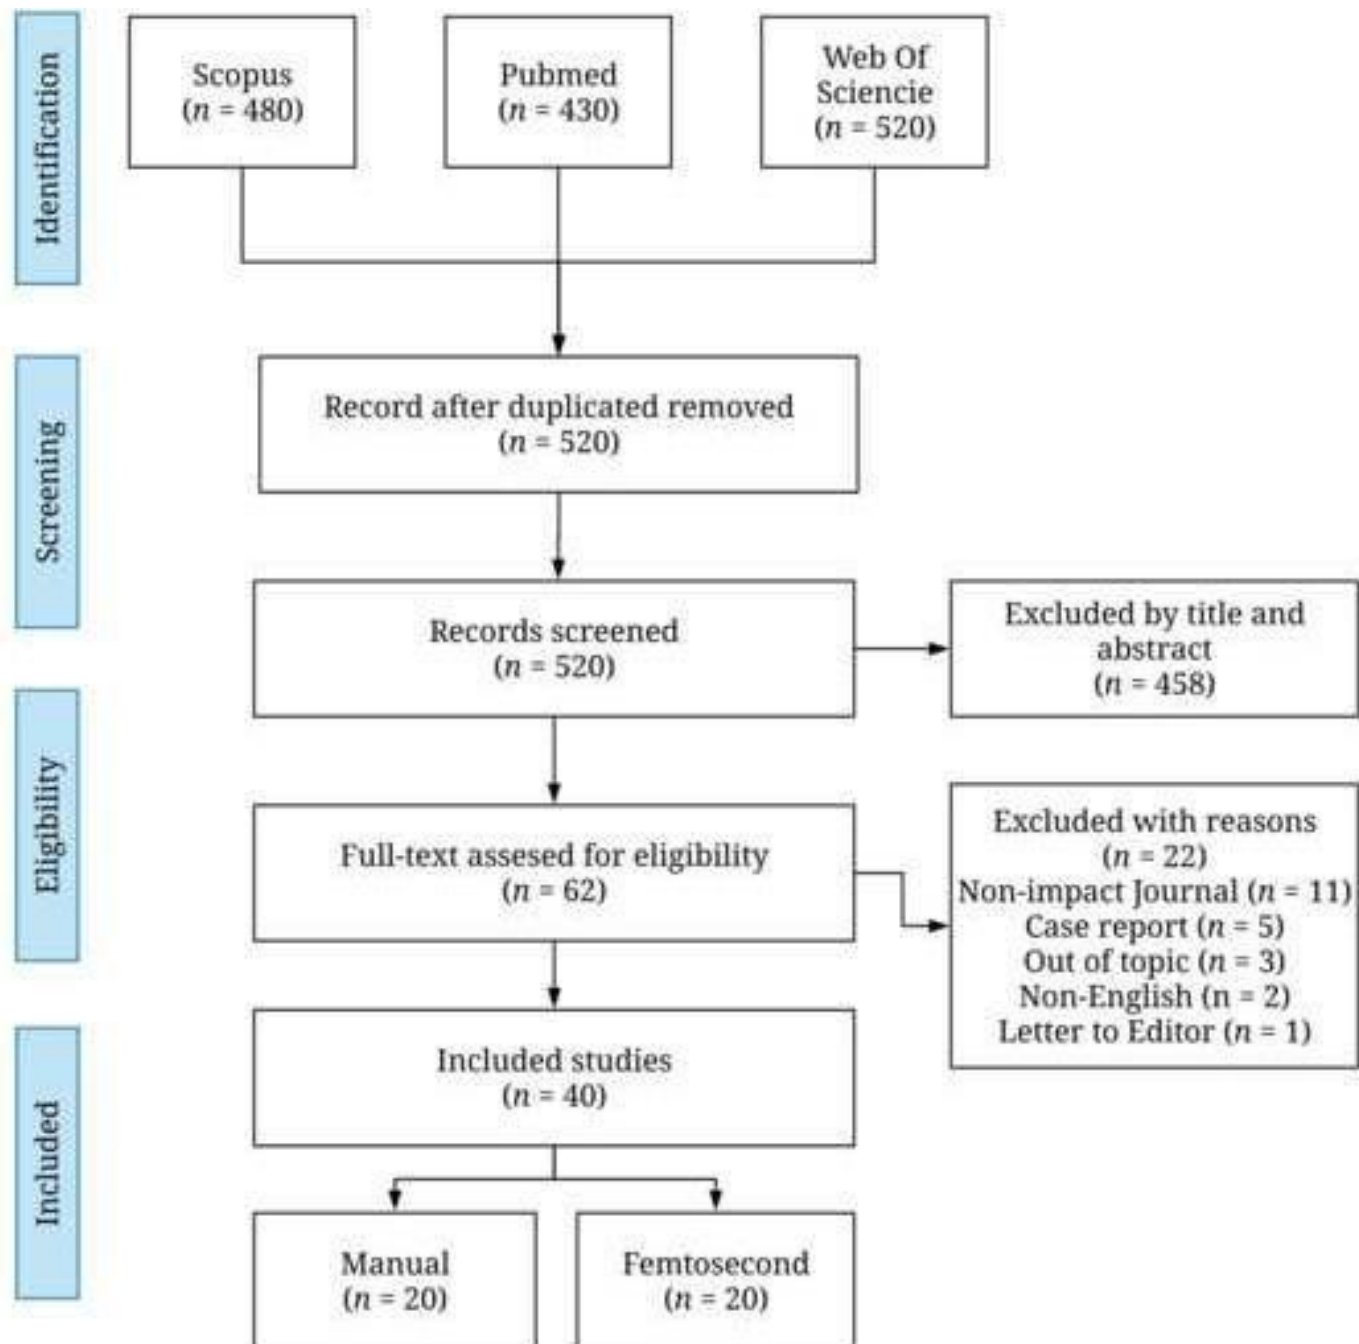 Identification
Scopus
(n = 480)
Pubmed
(n = 430)
Web Of
Sciencie
(n = 520)
Screening
Record after duplicated removed
(n = 520)
Records screened
(n = 520)
Excluded by title and
abstract
(n = 458)
Eligibility
Full-text assesed for eligibility
(n = 62)
Excluded with reasons
(n = 22)
Non-impact Journal (n = 11)
Case report (n = 5)
Out of topic (n = 3)
Non-English (n = 2)
Letter to Editor (n = 1)
Included
Included studies
(n = 40)
Manual
(n = 20)
Femtosecond
(n = 20)